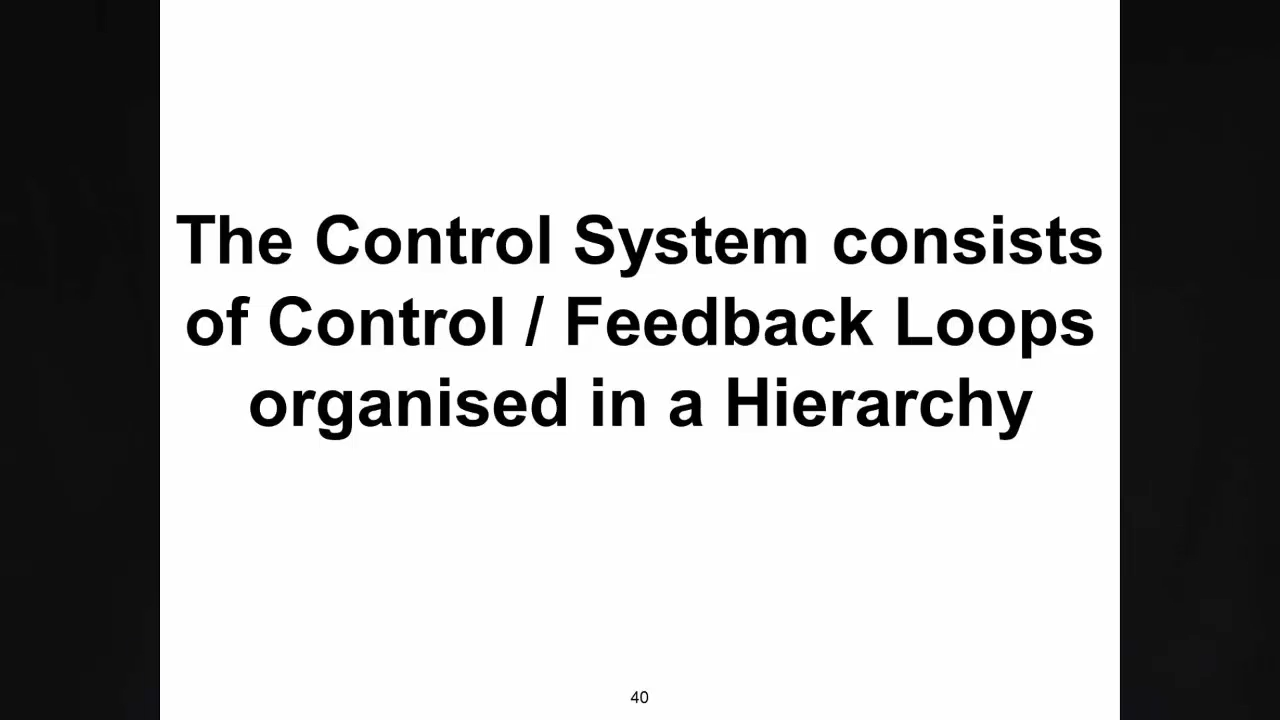 The Control System consists
of Control / Feedback Loops
organised in a Hierarchy
40